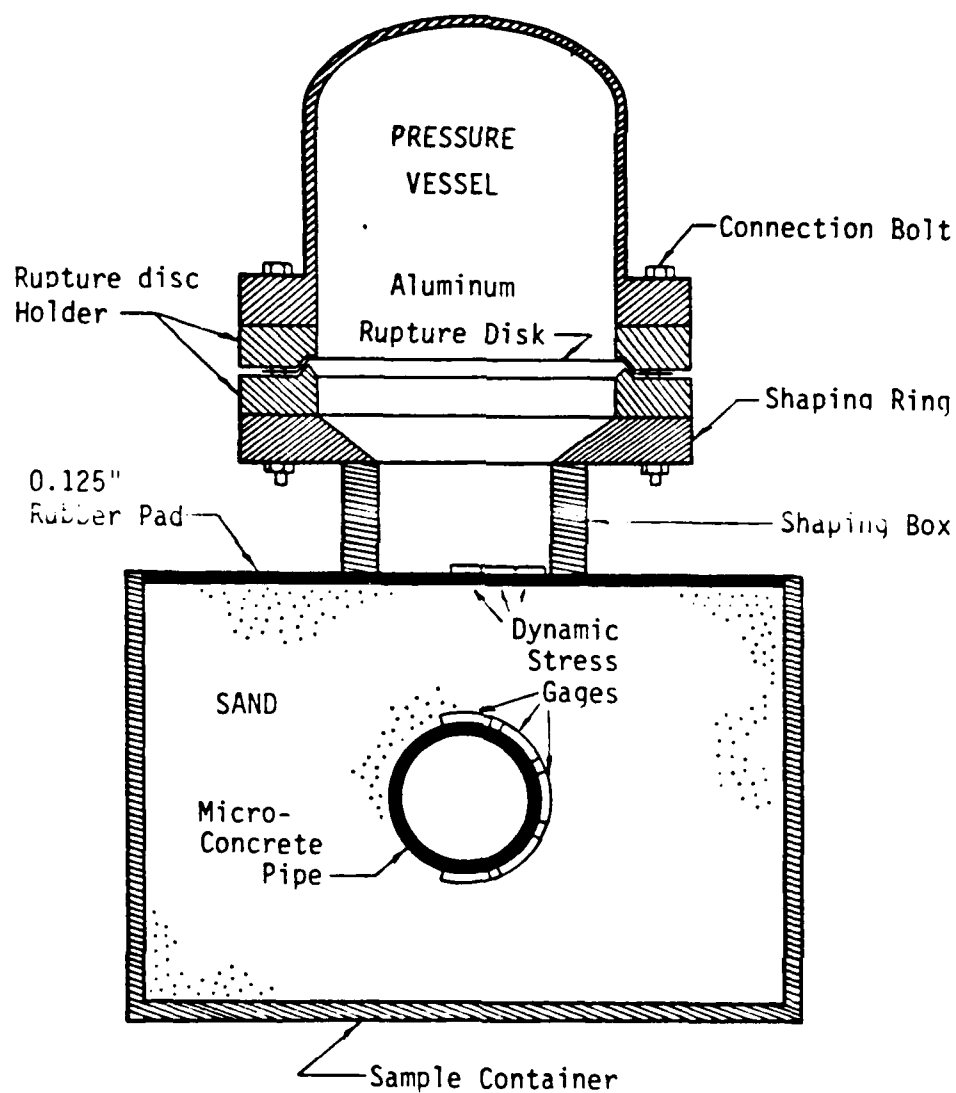 PRESSURE
VESSEL
Connection Bolt
Rupture disc
Holder
Aluminum
Rupture Disk
Shaping Ring
0.125"
Rubber Pad
Shaping Box
Dynamic
Stress
Gages
SAND
Micro-
Concrete
Pipe
Sample Container